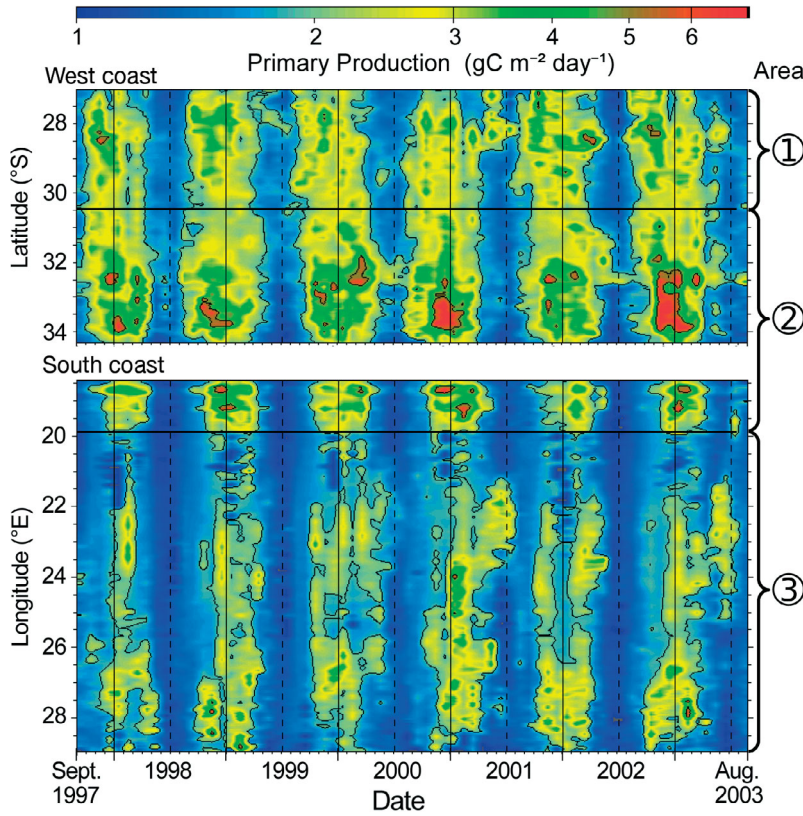 1 2 3 4 5 6
Primary Production (gC m⁻² day⁻¹)
West coast
Area
28
30
32
34
Latitude (°S)
①
②
South coast
20
22
24
26
28
Longitude (°E)
③
Sept. 1997 1998 1999 2000 2001 2002 Aug. 2003
Date